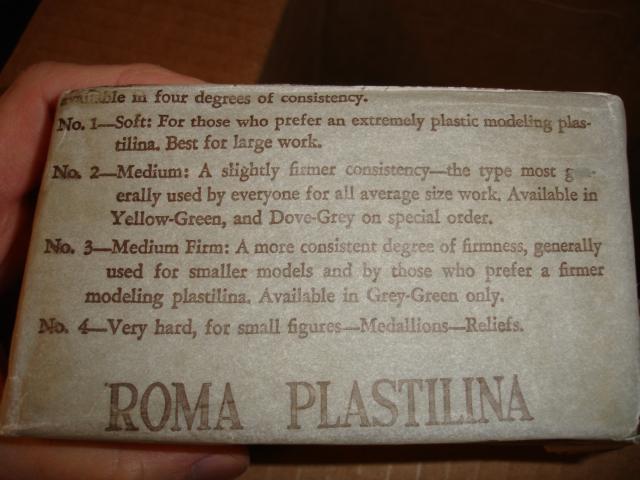 available in four degrees of consistency.
No. 1—Soft: For those who prefer an extremely plastic modeling plas-
tilina. Best for large work.
No. 2—Medium: A slightly firmer consistency—the type most g
erally used by everyone for all average size work. Available in
Yellow-Green, and Dove-Grey on special order.
No. 3—Medium Firm: A more consistent degree of firmness, generally
used for smaller models and by those who prefer a firmer
modeling plastilina. Available in Grey-Green only.
No. 4—Very hard, for small figures—Medallions—Reliefs.
ROMA PLASTILINA